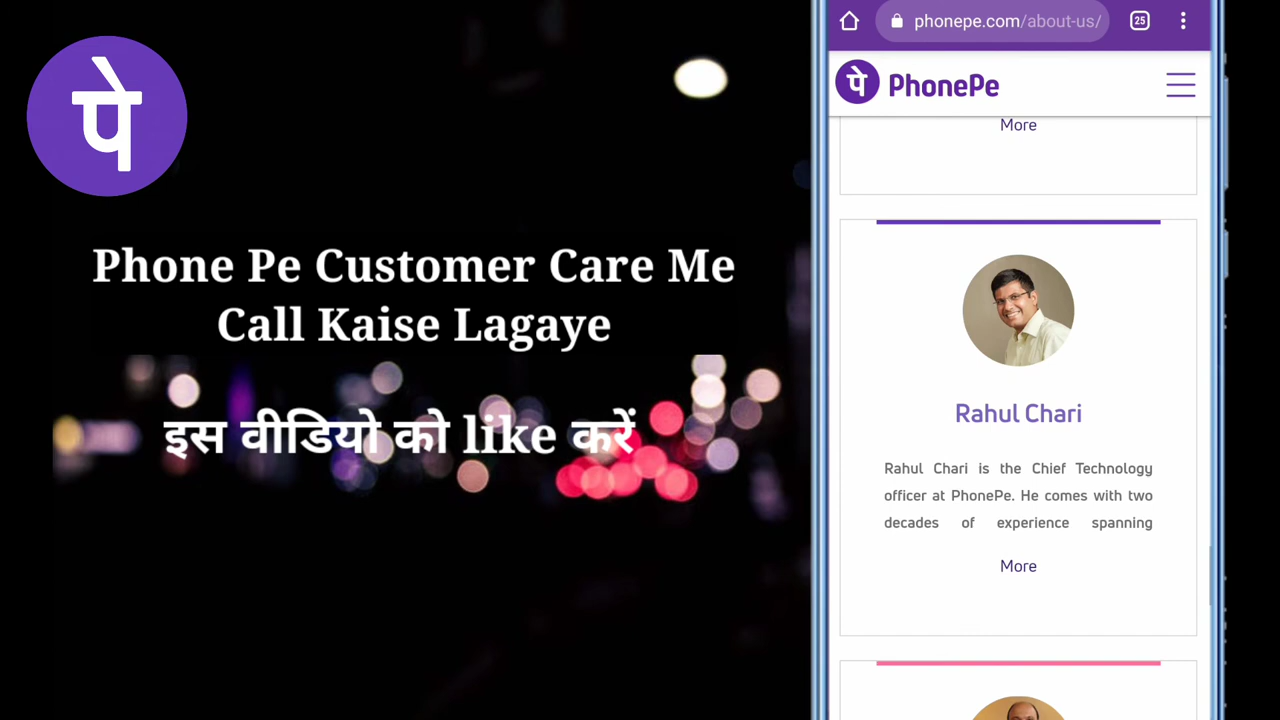 पे
Phone Pe Customer Care Me
Call Kaise Lagaye
इस वीडियो को like करें
phonepe.com/about-us/
25
पे PhonePe
More
Rahul Chari
Rahul Chari is the Chief Technology
officer at PhonePe. He comes with two
decades of experience spanning
More